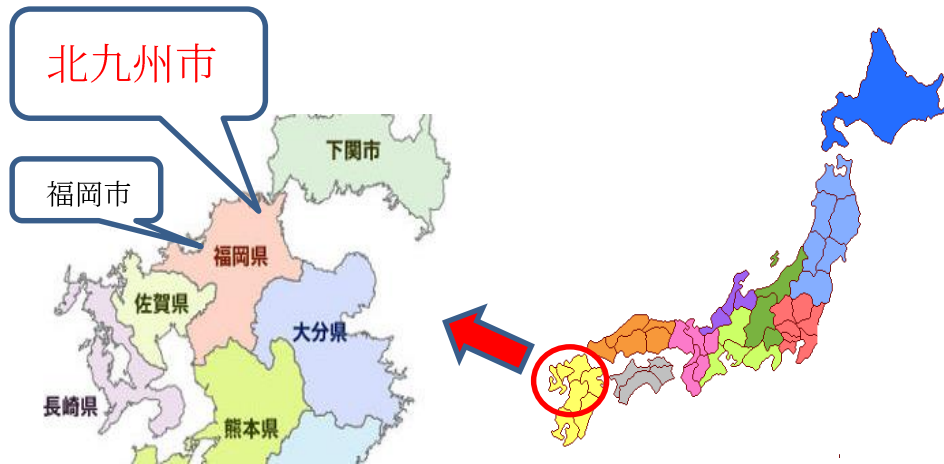 北九州市
下関市
福岡市
福岡県
佐賀県
大分県
長崎県
熊本県